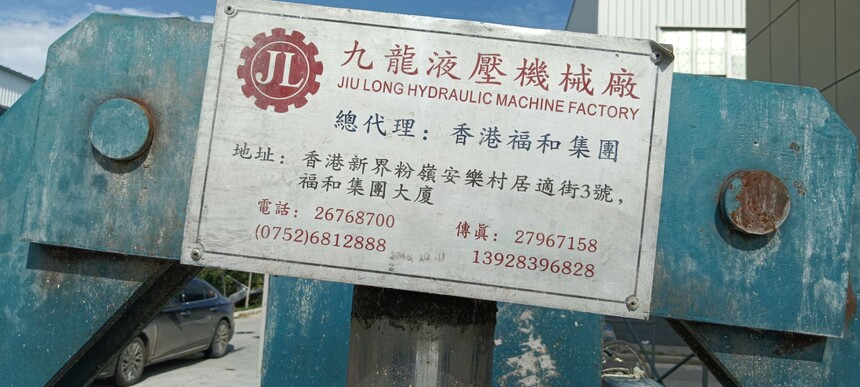 JL
九龍液壓機械廠
JIU LONG HYDRAULIC MACHINE FACTORY
總代理：香港福和集團
地址：香港新界粉嶺安樂村居適街3號，
福和集團大廈
電話：26768700
(0752)6812888
傳眞：27967158
13928396828